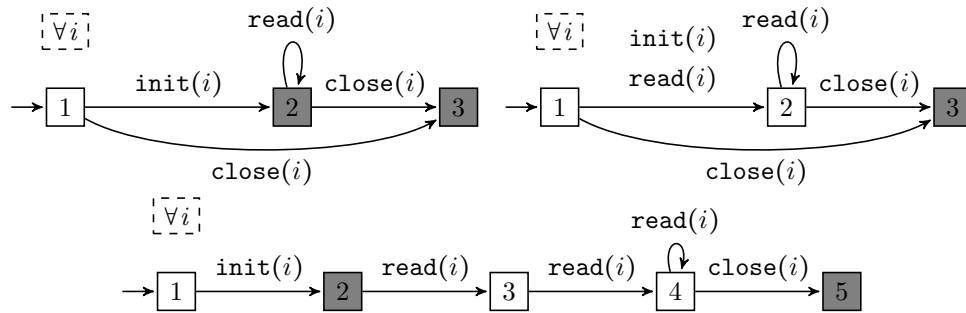 ∀i
read(i)
init(i)
close(i)
1
2
3
close(i)
∀i
read(i)
init(i)
read(i)
close(i)
1
2
3
close(i)
∀i
read(i)
init(i)
read(i)
read(i)
close(i)
1
2
3
4
5